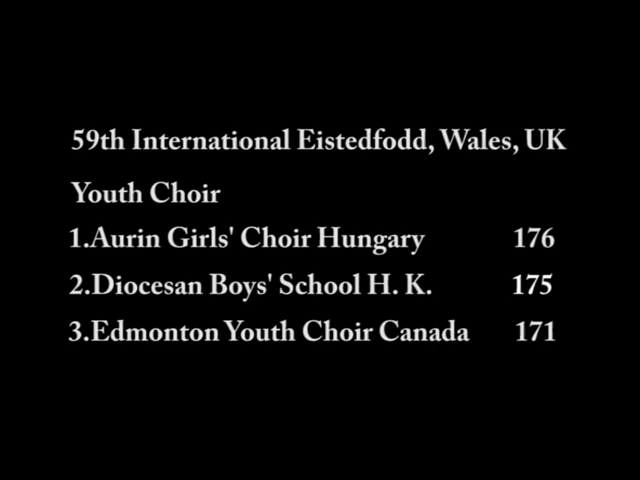 59th International Eistedfodd, Wales, UK
Youth Choir
1.Aurin Girls' Choir Hungary 176
2.Diocesan Boys' School H. K. 175
3.Edmonton Youth Choir Canada 171